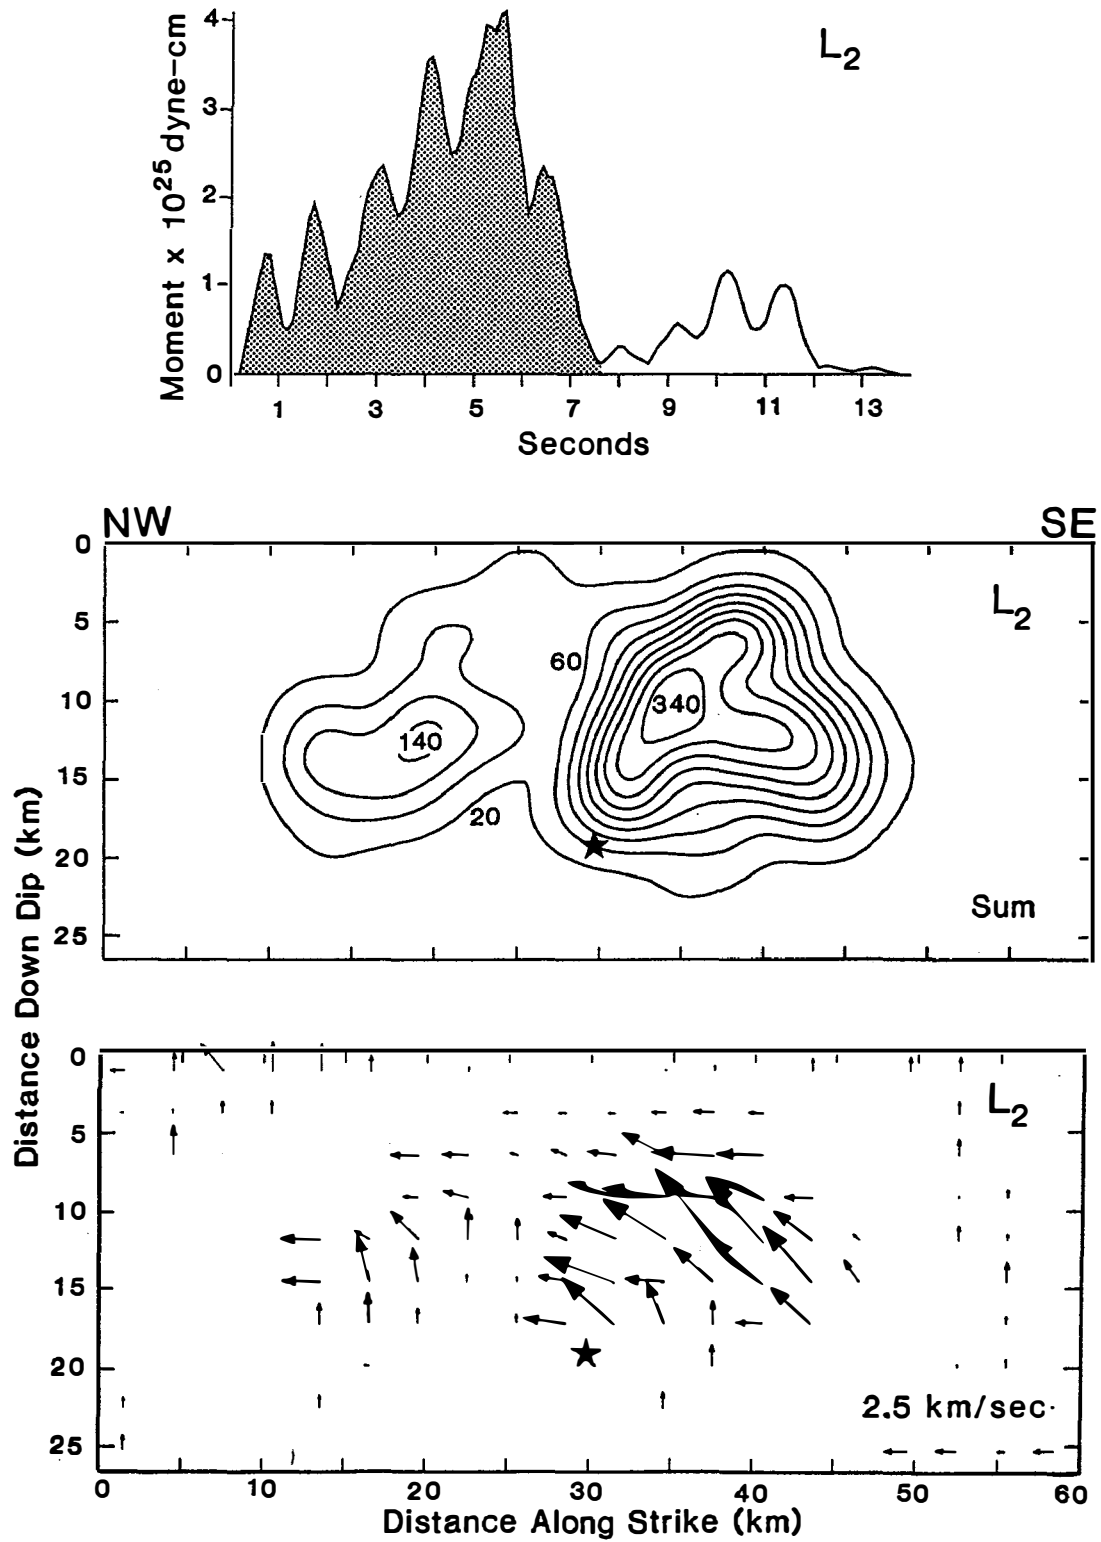 4
3
2
1
0
Moment x 10²⁵ dyne-cm
L₂
1 3 5 7 9 11 13
Seconds
NW
SE
0
5
10
15
20
25
L₂
60
340
140
20
Sum
Distance Down Dip (km)
0
5
10
15
20
25
L₂
2.5 km/sec
0 10 20 30 40 50 60
Distance Along Strike (km)